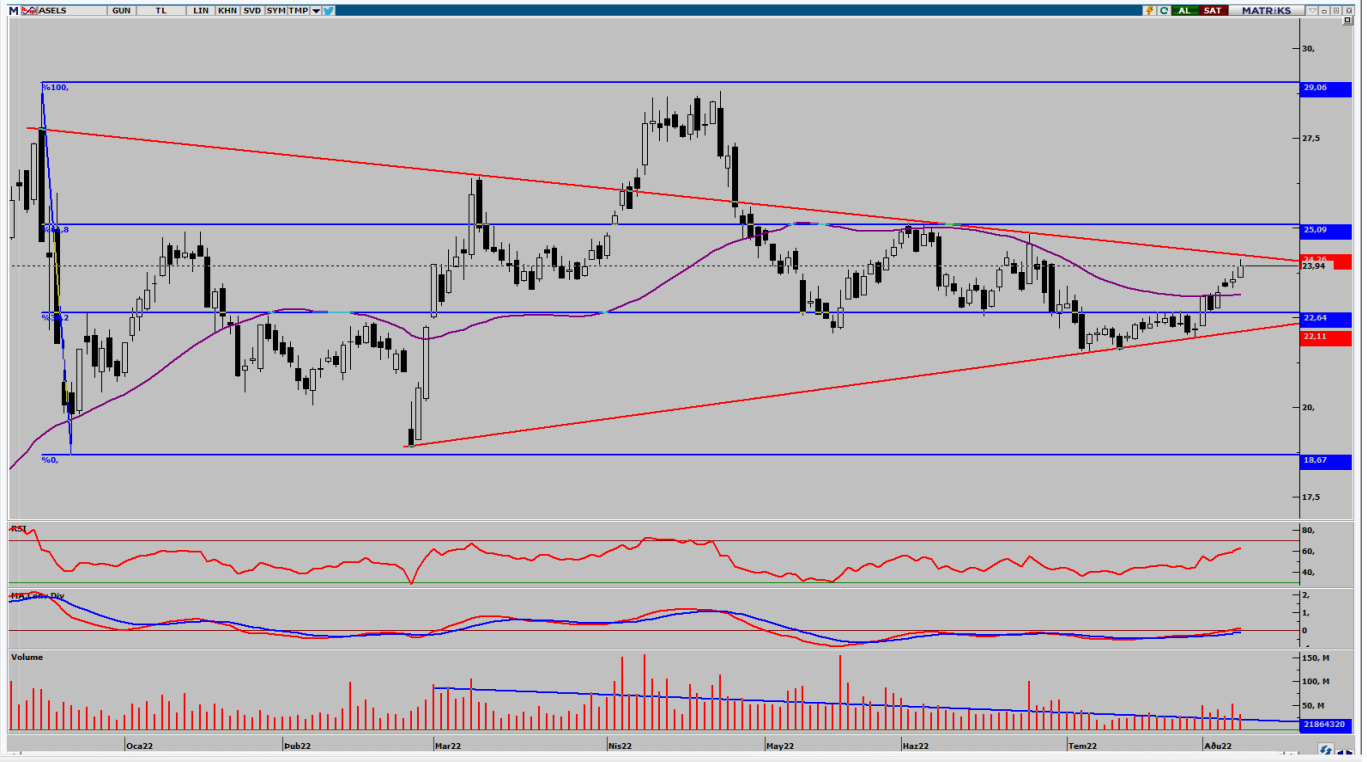 M ASELS GUN TL LIN KHN SVD SYM TMP AL SAT MATRiKS
30,
%100,
29,06
27,5
25,09
23,94
22,64
22,11
20,
%0,
18,67
17,5
RSI
80,
60,
40,
2,
1,
0
Volume
150, M
100, M
50, M
21864320
Oca22 Þub22 Mar22 Nis22 May22 Haz22 Tem22 Aðu22